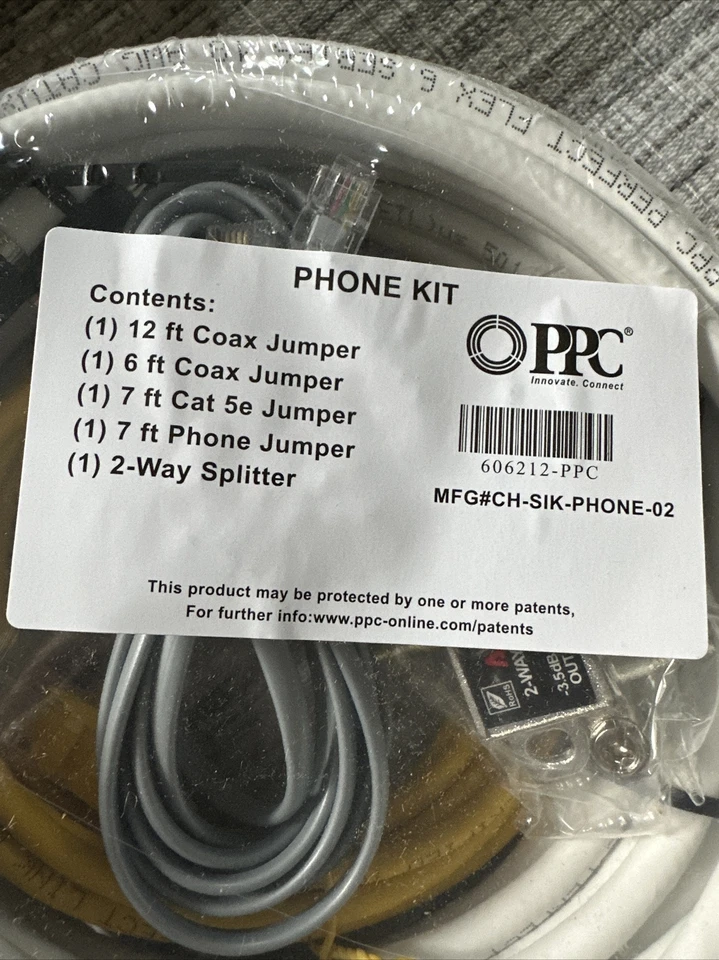 PPC PERFECT FLEX 6 SERIES
PHONE KIT
Contents:
(1) 12 ft Coax Jumper
(1) 6 ft Coax Jumper
(1) 7 ft Cat 5e Jumper
(1) 7 ft Phone Jumper
(1) 2-Way Splitter
PPC®
Innovate. Connect
606212-PPC
MFG#CH-SIK-PHONE-02
This product may be protected by one or more patents,
For further info:www.ppc-online.com/patents
RoHS
2-WAY
-3.5dB
OUT